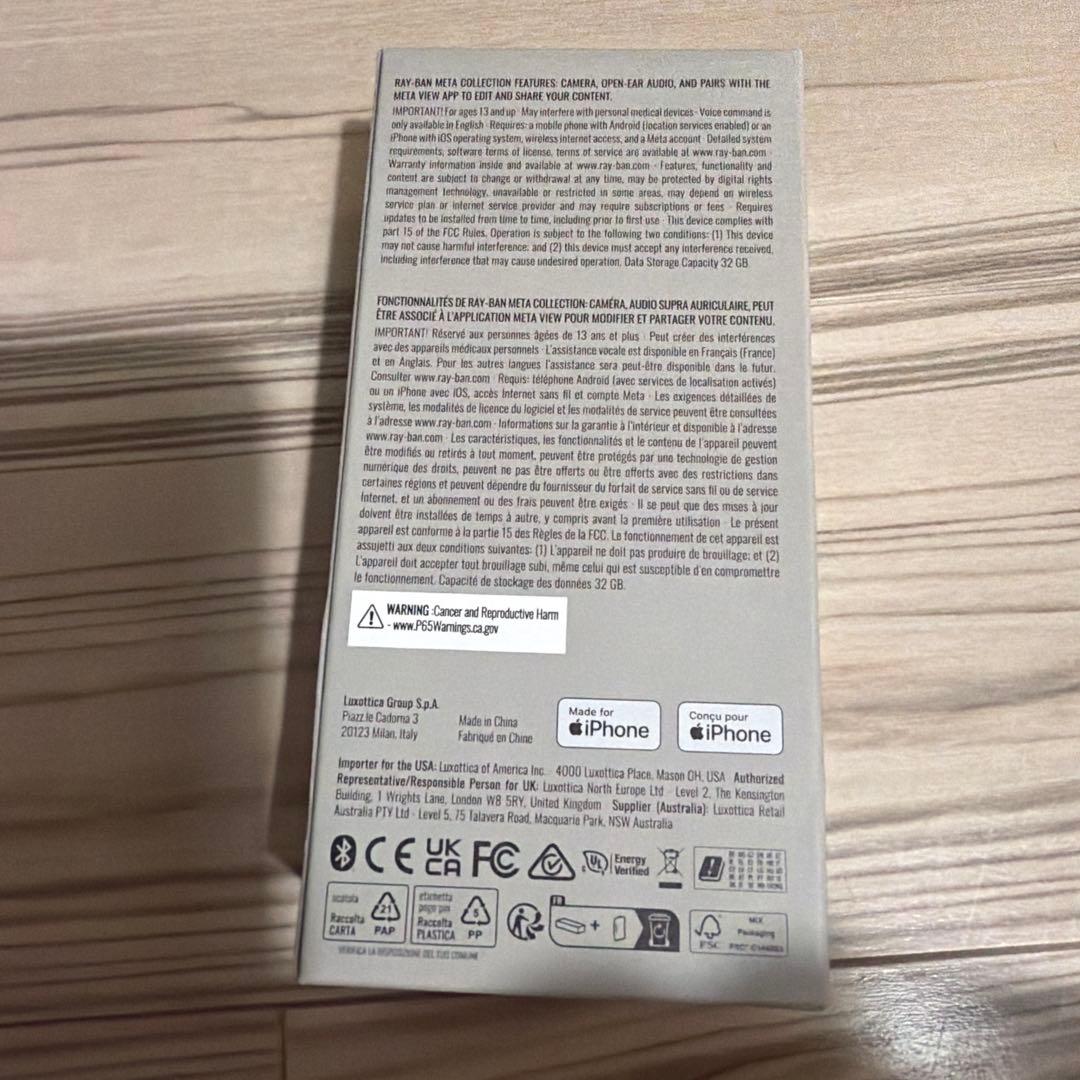 RAY-BAN META COLLECTION FEATURES: CAMERA, OPEN-EAR AUDIO, AND PAIRS WITH THE
META VIEW APP TO EDIT AND SHARE YOUR CONTENT.
IMPORTANT! For ages 13 and up · May interfere with personal medical devices · Voice command is
only available in English · Requires: a mobile phone with Android (location services enabled) or an
iPhone with iOS operating system, wireless internet access, and a Meta account · Detailed system
requirements, software terms of license, terms of service are available at www.ray-ban.com ·
Warranty information inside and available at www.ray-ban.com · Features, functionality and
content are subject to change or withdrawal at any time, may be protected by digital rights
management technology, unavailable or restricted in some areas, may depend on wireless
service plan or internet service provider and may require subscriptions or fees · Requires
updates to be installed from time to time, including prior to first use · This device complies with
part 15 of the FCC Rules. Operation is subject to the following two conditions: (1) This device
may not cause harmful interference; and (2) this device must accept any interference received,
including interference that may cause undesired operation. Data Storage Capacity 32 GB.
FONCTIONNALITÉS DE RAY-BAN META COLLECTION: CAMÉRA, AUDIO SUPRA AURICULAIRE, PEUT
ÊTRE ASSOCIÉ À L'APPLICATION META VIEW POUR MODIFIER ET PARTAGER VOTRE CONTENU.
IMPORTANT! Réservé aux personnes âgées de 13 ans et plus · Peut créer des interférences
avec des appareils médicaux personnels · L'assistance vocale est disponible en Français (France)
et en Anglais. Pour les autres langues l'assistance sera peut-être disponible dans le futur.
Consulter www.ray-ban.com · Requis: téléphone Android (avec services de localisation activés)
ou un iPhone avec iOS, accès Internet sans fil et compte Meta · Les exigences détaillées de
système, les modalités de licence du logiciel et les modalités de service peuvent être consultées
à l'adresse www.ray-ban.com · Informations sur la garantie à l'intérieur et disponible à l'adresse
www.ray-ban.com · Les caractéristiques, les fonctionnalités et le contenu de l'appareil peuvent
être modifiés ou retirés à tout moment, peuvent être protégés par une technologie de gestion
numérique des droits, peuvent ne pas être offerts ou être offerts avec des restrictions dans
certaines régions et peuvent dépendre du fournisseur du forfait de service sans fil ou de service
Internet, et un abonnement ou des frais peuvent être exigés · Il se peut que des mises à jour
doivent être installées de temps à autre, y compris avant la première utilisation · Le présent
appareil est conforme à la partie 15 des Règles de la FCC. Le fonctionnement de cet appareil est
assujetti aux deux conditions suivantes: (1) L'appareil ne doit pas produire de brouillage; et (2)
L'appareil doit accepter tout brouillage subi, même celui qui est susceptible d'en compromettre
le fonctionnement. Capacité de stockage des données 32 GB.
WARNING :Cancer and Reproductive Harm
- www.P65Warnings.ca.gov
Luxottica Group S.p.A.
Piazz.le Cadorna 3
20123 Milan, Italy
Made in China
Fabriqué en Chine
Made for
iPhone
Conçu pour
iPhone
Importer for the USA: Luxottica of America Inc. · 4000 Luxottica Place, Mason OH, USA Authorized
Representative/Responsible Person for UK: Luxottica North Europe Ltd · Level 2, The Kensington
Building, 1 Wrights Lane, London W8 5RY, United Kingdom · Supplier (Australia): Luxottica Retail
Australia PTY Ltd · Level 5, 75 Talavera Road, Macquarie Park, NSW Australia
CE UK CA FC
UL Energy Verified
scatola
Raccolta
CARTA
21
PAP
etichetta
pogo pin
Raccolta
PLASTICA
5
PP
FR
+
FSC
MIX
Packaging
VERIFICA LA DISPOSIZIONE DEL TUO COMUNE